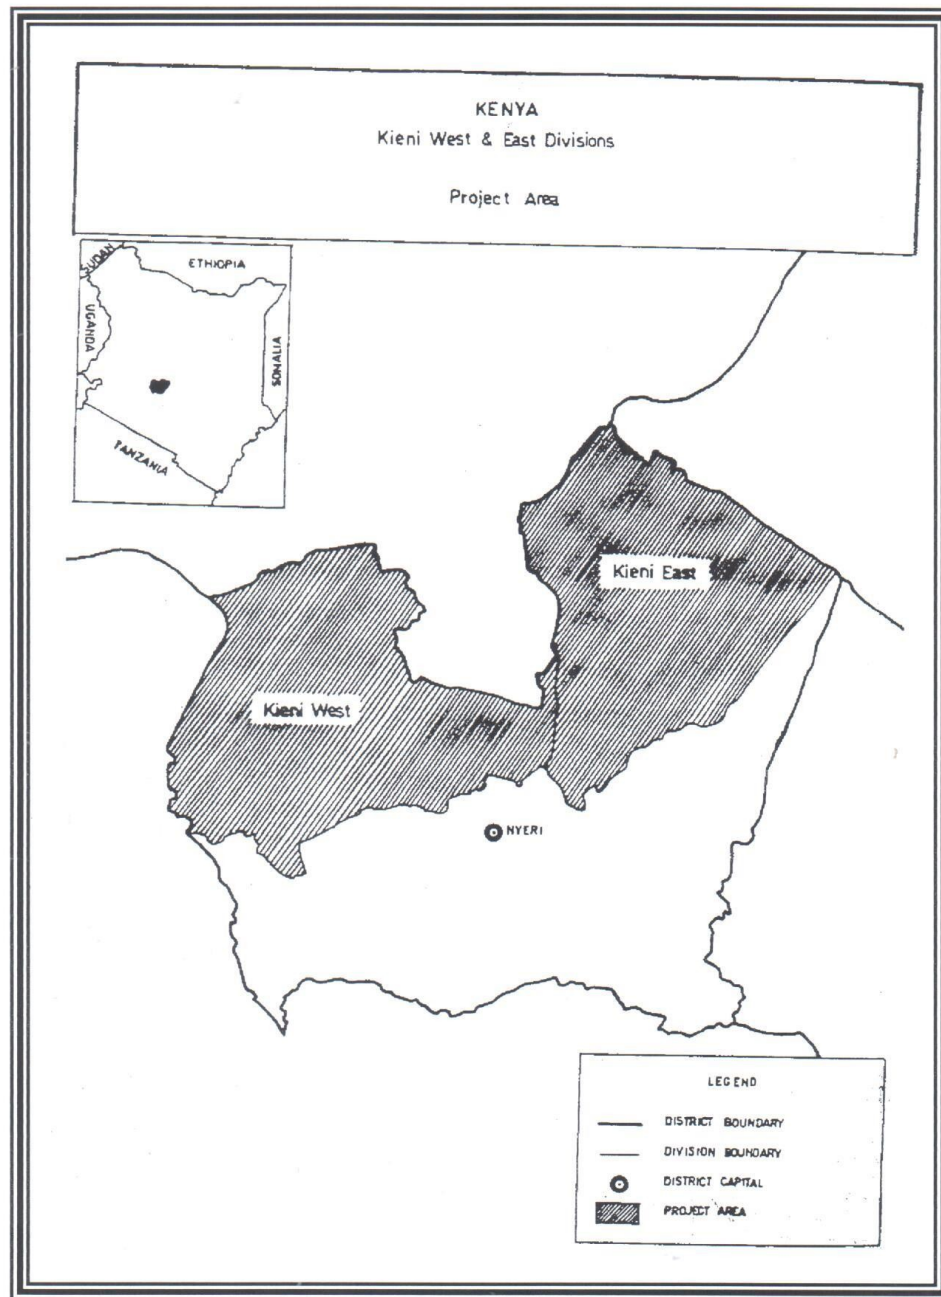 KENYA
Kieni West & East Divisions
Project Area
SUDAN
ETHIOPIA
UGANDA
SOMALIA
TANZANIA
Kieni East
Kieni West
NYERI
LEGEND
DISTRICT BOUNDARY
DIVISION BOUNDARY
DISTRICT CAPITAL
PROJECT AREA